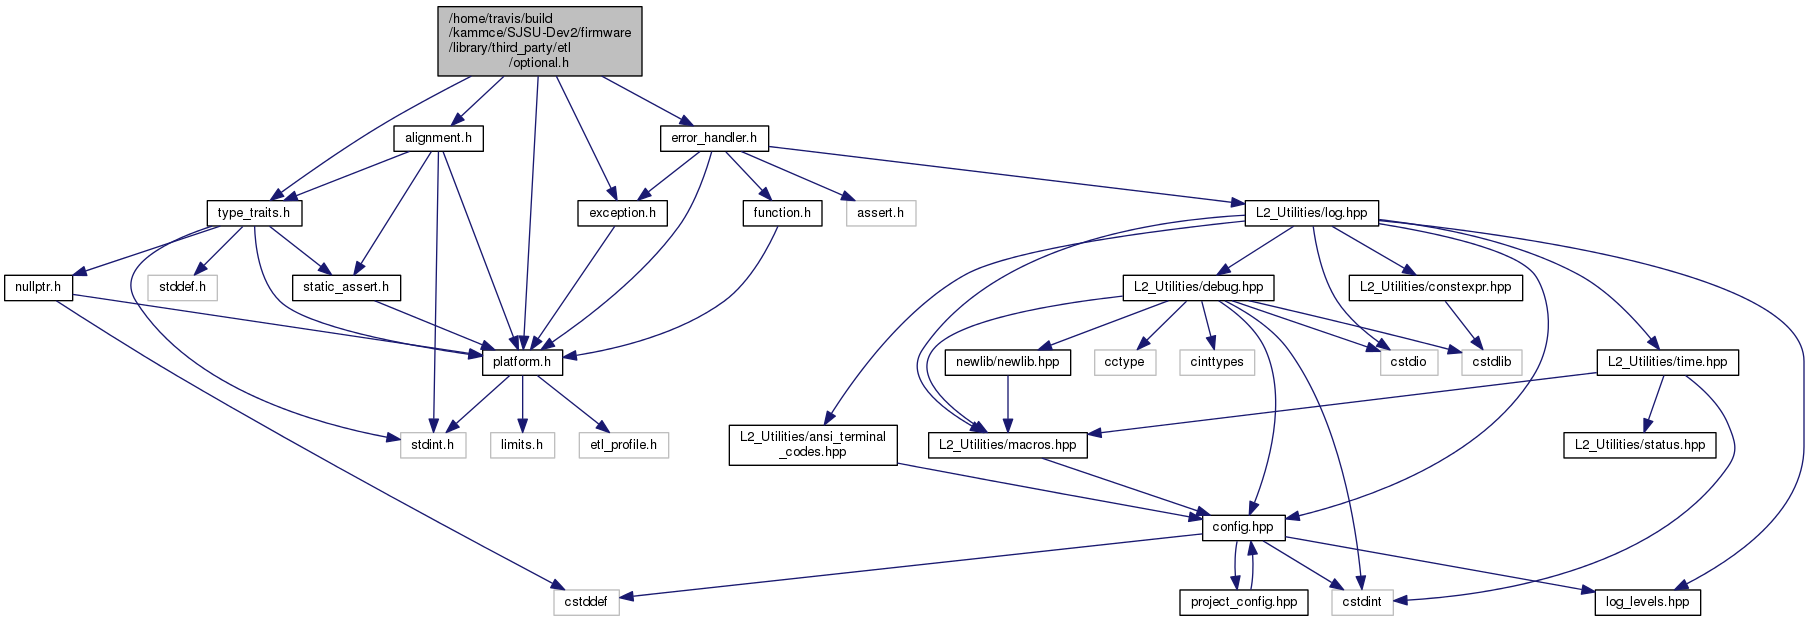 /home/travis/build
/kammce/SJSU-Dev2/firmware
/library/third_party/etl
/optional.h
alignment.h
error_handler.h
type_traits.h
exception.h
function.h
assert.h
L2_Utilities/log.hpp
nullptr.h
stddef.h
static_assert.h
L2_Utilities/debug.hpp
L2_Utilities/constexpr.hpp
platform.h
newlib/newlib.hpp
cctype
cinttypes
cstdio
cstdlib
L2_Utilities/time.hpp
stdint.h
limits.h
etl_profile.h
L2_Utilities/ansi_terminal
_codes.hpp
L2_Utilities/macros.hpp
L2_Utilities/status.hpp
config.hpp
cstddef
project_config.hpp
cstdint
log_levels.hpp